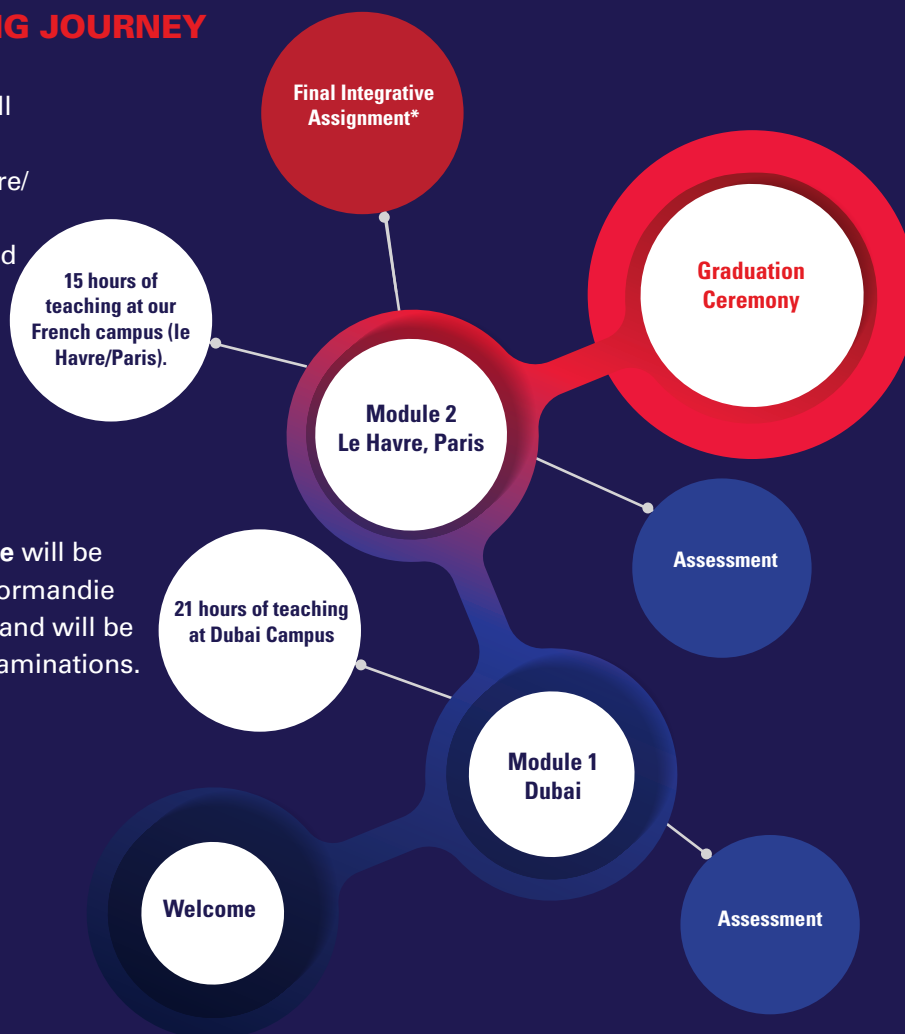 NG JOURNEY
ll
re/
d
will be
ormandie
and will be
aminations.
Final Integrative
Assignment*
15 hours of
teaching at our
French campus (le
Havre/Paris).
Graduation
Ceremony
Module 2
Le Havre, Paris
Assessment
21 hours of teaching
at Dubai Campus
Module 1
Dubai
Welcome
Assessment